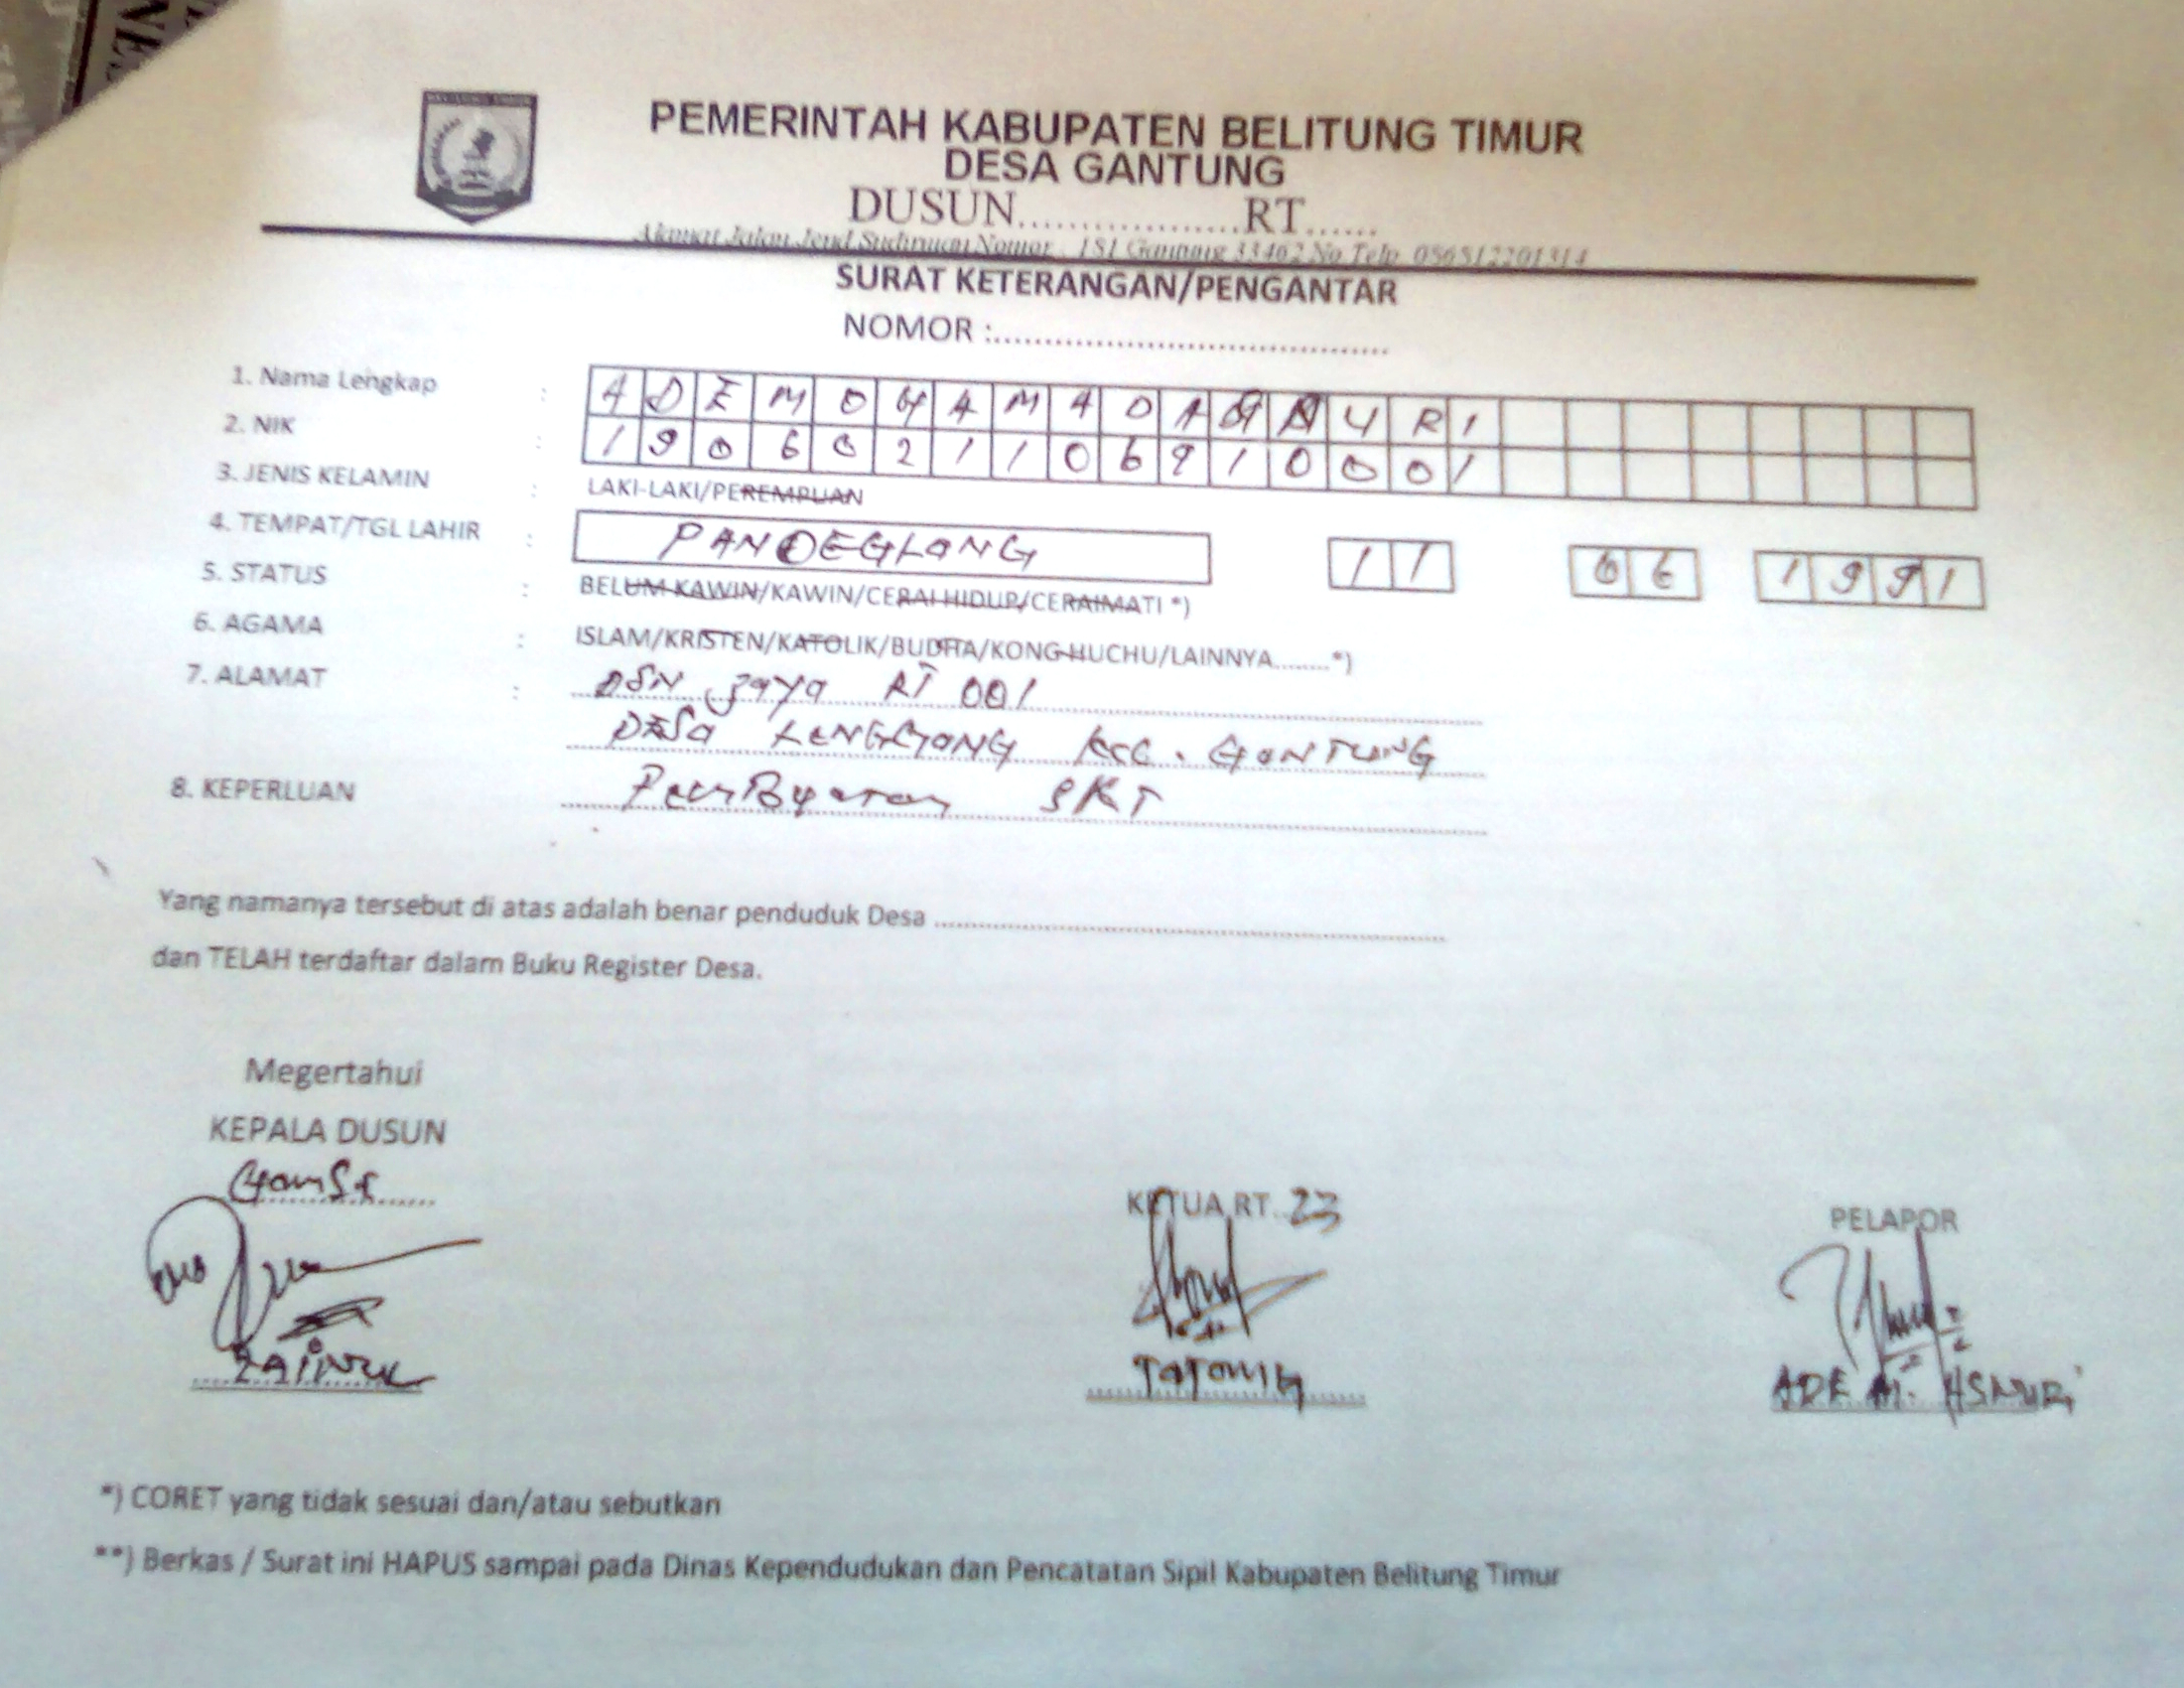 PEMERINTAH KABUPATEN BELITUNG TIMUR
DESA GANTUNG
DUSUN....................RT......
Alamat Jalan Jend Sudirman Nomor . 151 Gantung 33462 No Telp. 056512201314
SURAT KETERANGAN/PENGANTAR
NOMOR :..........................................
1. Nama Lengkap : ADE MOHAMAD A URI
2. NIK : 1906021106910001
3. JENIS KELAMIN : LAKI-LAKI/PEREMPUAN
4. TEMPAT/TGL LAHIR : PANDEGLANG 11 06 1991
5. STATUS : BELUM KAWIN/KAWIN/CERAI HIDUP/CERAIMATI *)
6. AGAMA : ISLAM/KRISTEN/KATOLIK/BUDHA/KONG HUCHU/LAINNYA.........*)
7. ALAMAT : DSN Jaya RT 001
DESa LENGGANG KEC. GANTUNG
8. KEPERLUAN PemBuatan SKT
Yang namanya tersebut di atas adalah benar penduduk Desa ..............................
dan TELAH terdaftar dalam Buku Register Desa.
Megertahui
KEPALA DUSUN
KETUA RT. 23
PELAPOR
ZAINUL
TATANG
ADE M. ASNURi
*) CORET yang tidak sesuai dan/atau sebutkan
**) Berkas / Surat ini HAPUS sampai pada Dinas Kependudukan dan Pencatatan Sipil Kabupaten Belitung Timur